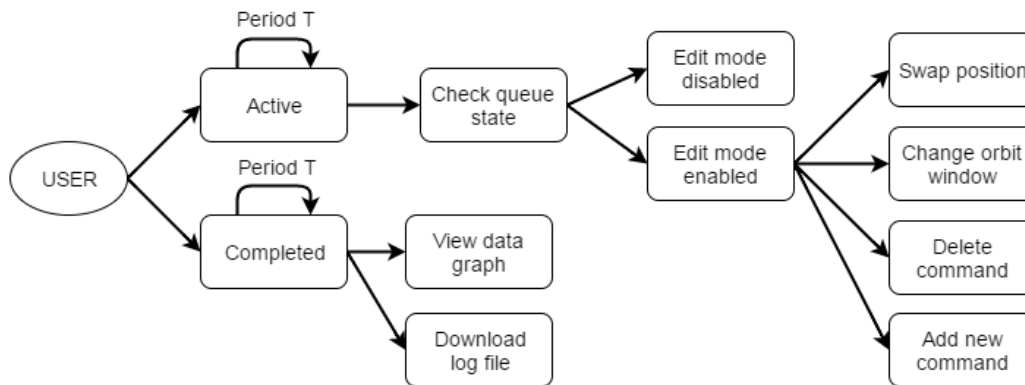 Period T
Active
Check queue
state
Edit mode
disabled
Edit mode
enabled
Swap position
Change orbit
window
Delete
command
Add new
command
USER
Period T
Completed
View data
graph
Download
log file